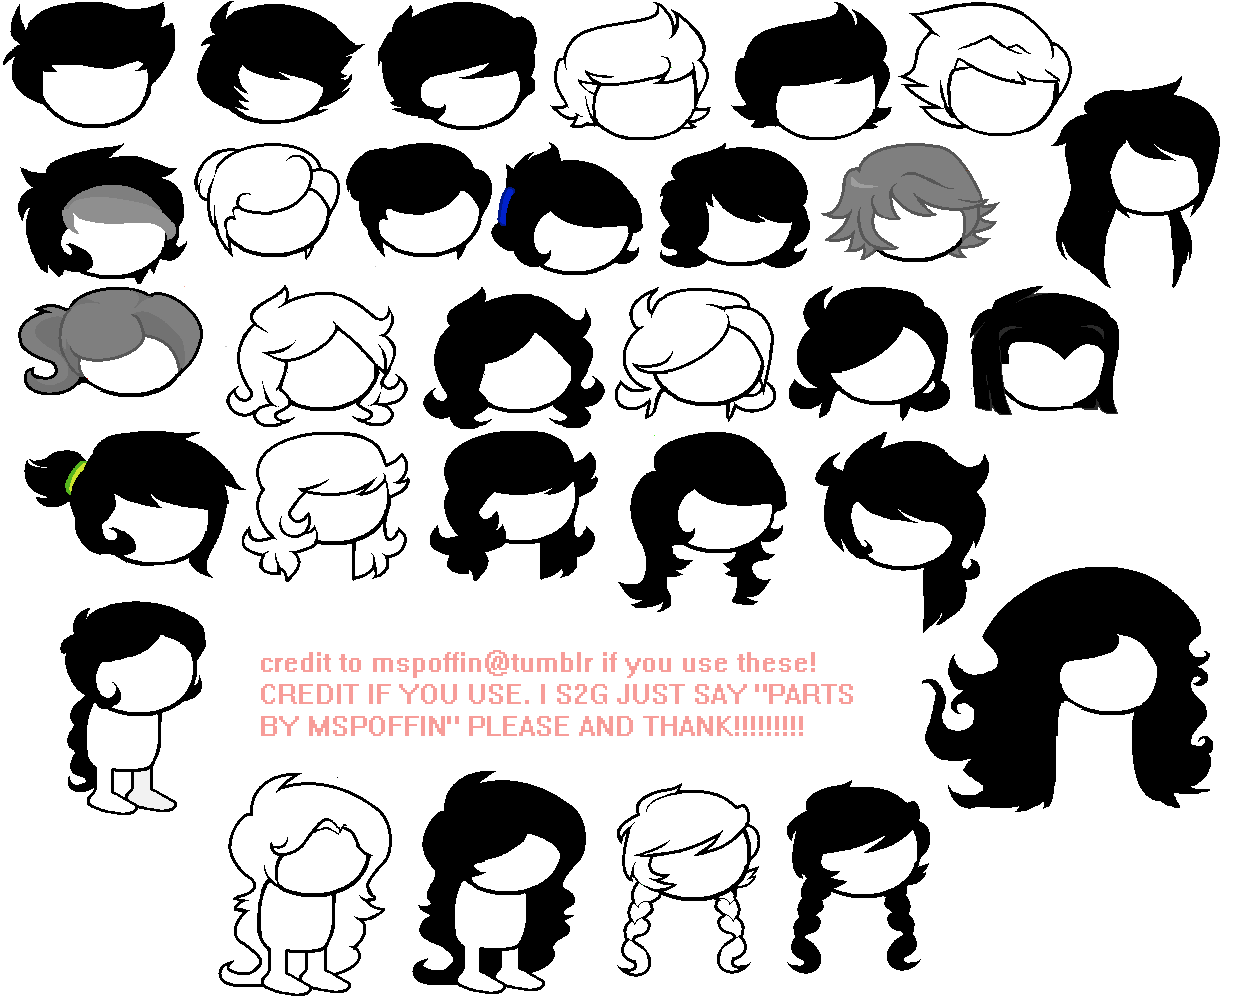 credit to mspoffin@tumblr if you use these!
CREDIT IF YOU USE. I S2G JUST SAY "PARTS
BY MSPOFFIN" PLEASE AND THANK!!!!!!!!!